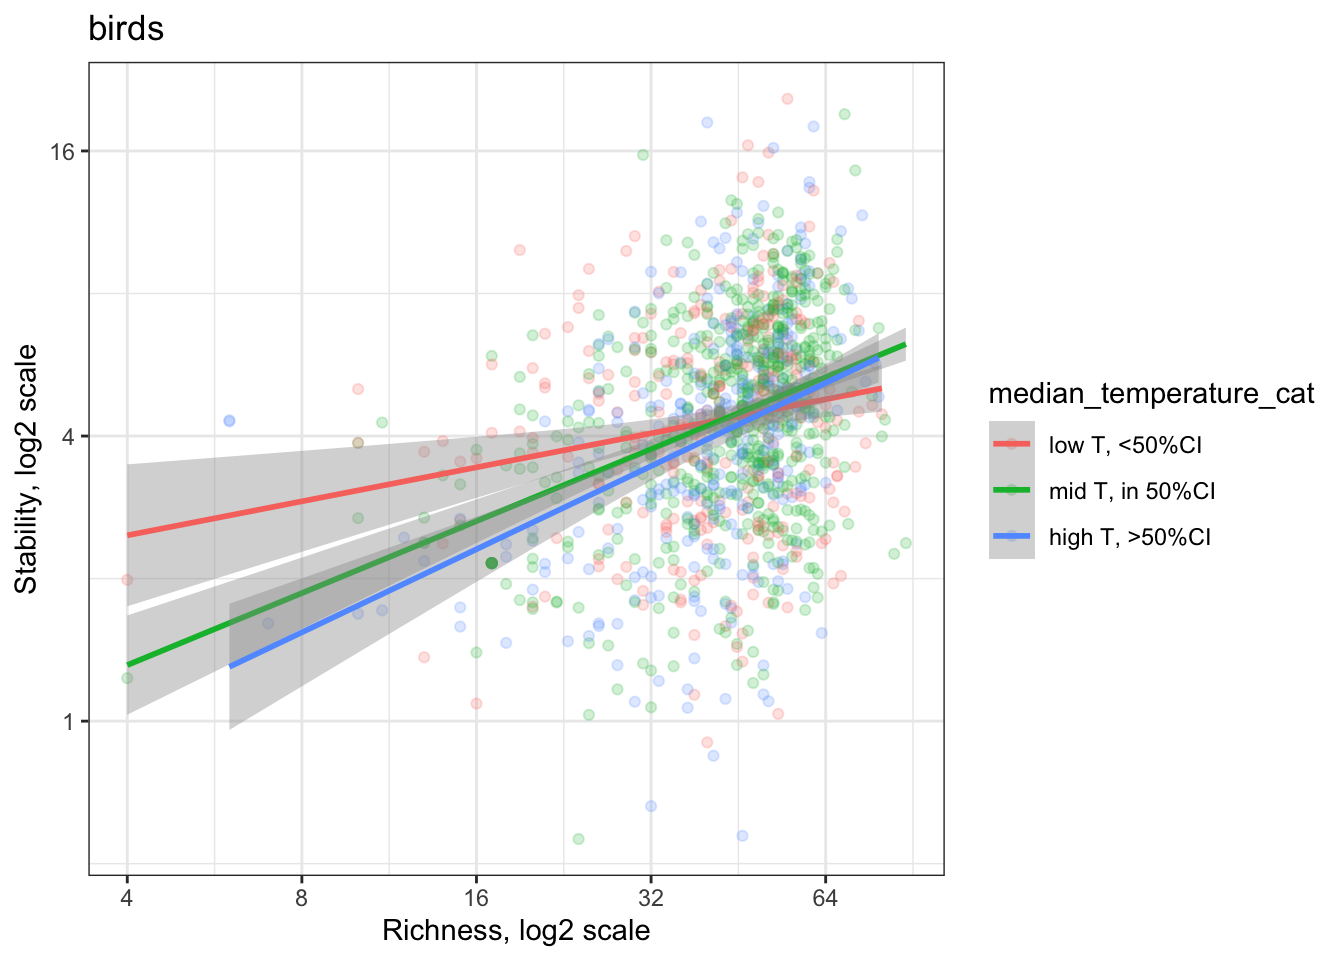 birds
16
4
1
Stability, log2 scale
4 8 16 32 64
Richness, log2 scale
median_temperature_cat
low T, <50%CI
mid T, in 50%CI
high T, >50%CI